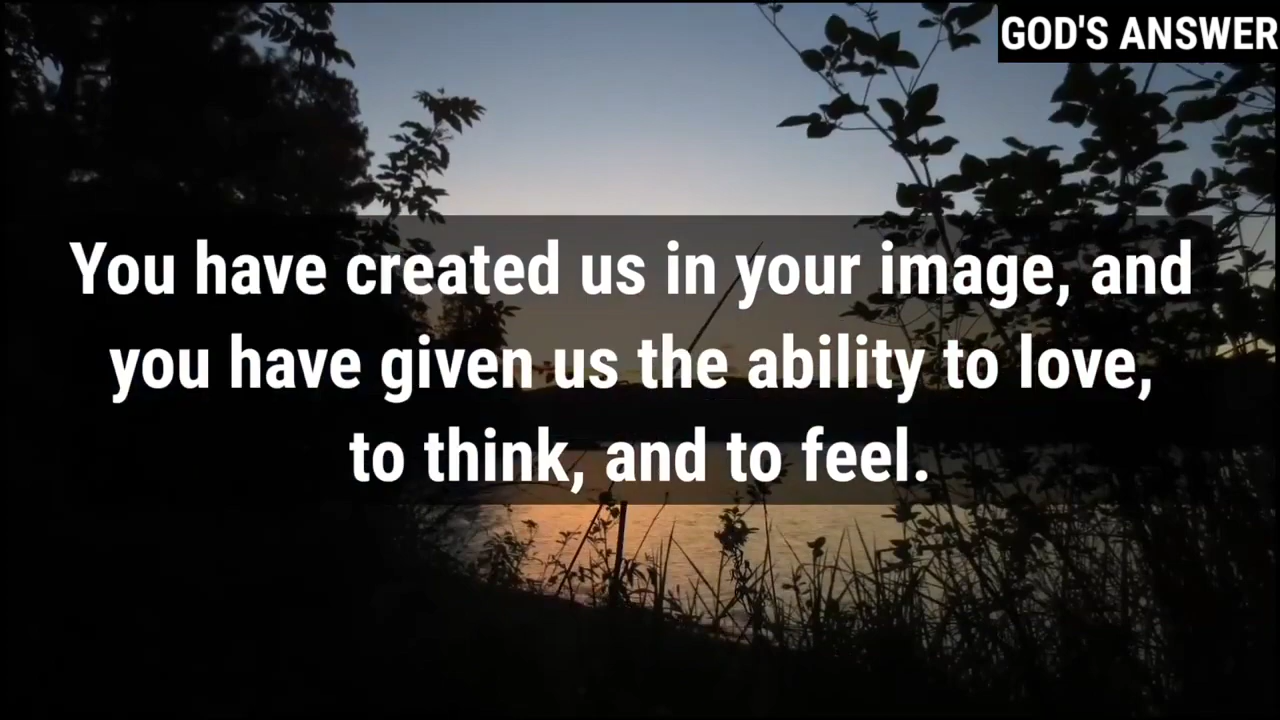 GOD'S ANSWER
You have created us in your image, and
you have given us the ability to love,
to think, and to feel.